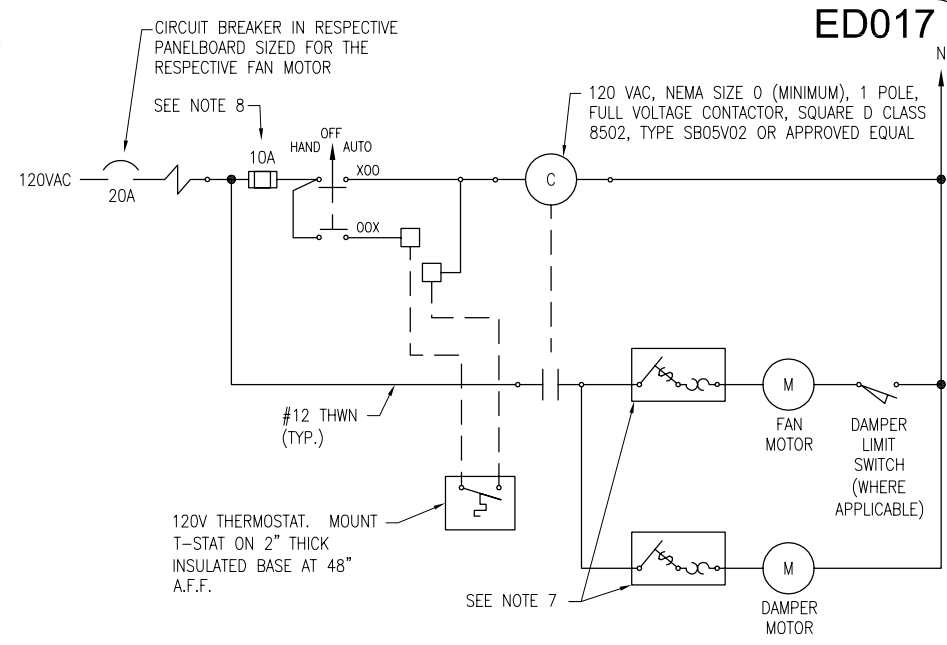 ED017
CIRCUIT BREAKER IN RESPECTIVE
PANELBOARD SIZED FOR THE
RESPECTIVE FAN MOTOR
N
SEE NOTE 8
120 VAC, NEMA SIZE 0 (MINIMUM), 1 POLE,
FULL VOLTAGE CONTACTOR, SQUARE D CLASS
8502, TYPE SB05V02 OR APPROVED EQUAL
OFF
HAND AUTO
10A
XOO
120VAC
20A
C
OOX
#12 THWN
(TYP.)
M
FAN
MOTOR
DAMPER
LIMIT
SWITCH
(WHERE
APPLICABLE)
120V THERMOSTAT. MOUNT
T-STAT ON 2" THICK
INSULATED BASE AT 48"
A.F.F.
SEE NOTE 7
M
DAMPER
MOTOR